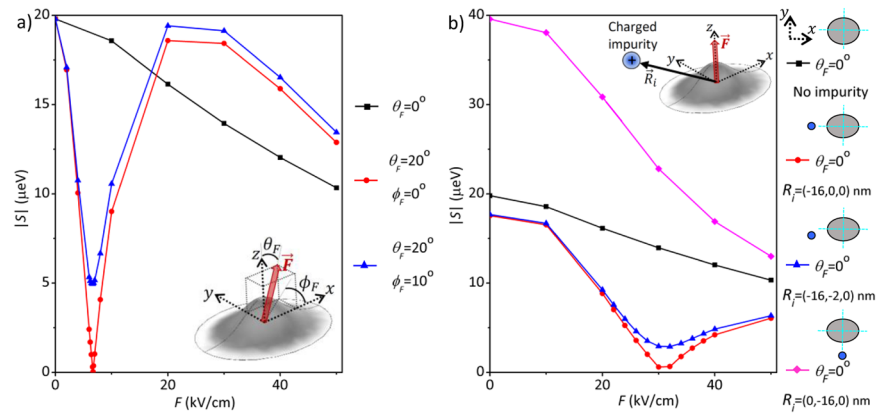 a)
|S| (µeV)
20
15
10
5
0
0
20
40
F (kV/cm)
θF=0°
θF=20°
ϕF=0°
θF=20°
ϕF=10°
θF
z
F
ϕF
x
y
b)
|S| (µeV)
40
30
20
10
0
0
10
20
30
40
50
F (kV/cm)
Charged
impurity
+
Ri
z
F
y
x
y
x
θF=0°
No impurity
θF=0°
Ri=(-16,0,0) nm
θF=0°
Ri=(-16,-2,0) nm
θF=0°
Ri=(0,-16,0) nm